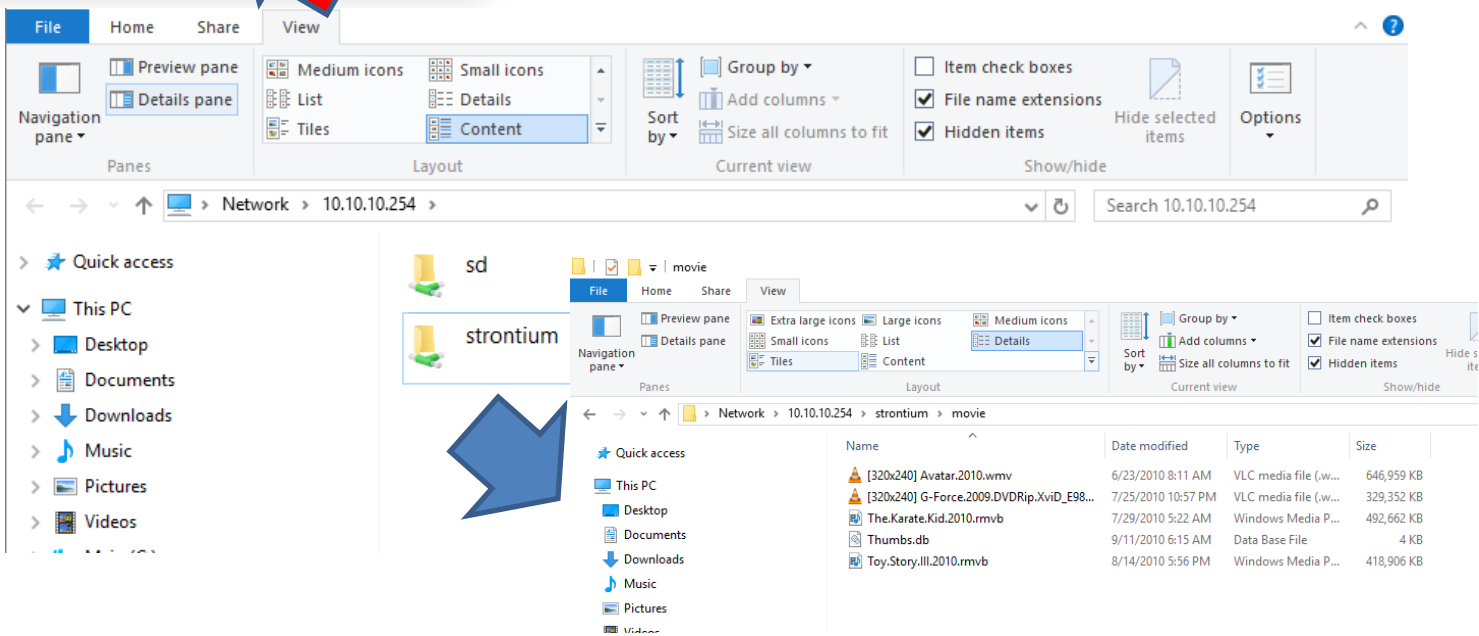 File Home Share View
Preview pane Medium icons Small icons Group by Item check boxes
Details pane List Details Add columns File name extensions
Navigation pane Tiles Content Sort by Size all columns to fit Hidden items Hide selected items Options
Panes Layout Current view Show/hide
Network > 10.10.10.254 > Search 10.10.10.254
Quick access
This PC
Desktop
Documents
Downloads
Music
Pictures
Videos
sd
strontium
movie
File Home Share View
Preview pane Extra large icons Large icons Medium icons Group by Item check boxes
Details pane Small icons List Details Add columns File name extensions
Navigation pane Tiles Content Sort by Size all columns to fit Hidden items
Panes Layout Current view Show/hide
Network > 10.10.10.254 > strontium > movie
Quick access
This PC
Desktop
Documents
Downloads
Music
Pictures
Videos
Name Date modified Type Size
[320x240] Avatar.2010.wmv 6/23/2010 8:11 AM VLC media file (.w... 646,959 KB
[320x240] G-Force.2009.DVDRip.XviD_E98... 7/25/2010 10:57 PM VLC media file (.w... 329,352 KB
The.Karate.Kid.2010.rmvb 7/29/2010 5:22 AM Windows Media P... 492,662 KB
Thumbs.db 9/11/2010 6:15 AM Data Base File 4 KB
Toy.Story.III.2010.rmvb 8/14/2010 5:56 PM Windows Media P... 418,906 KB